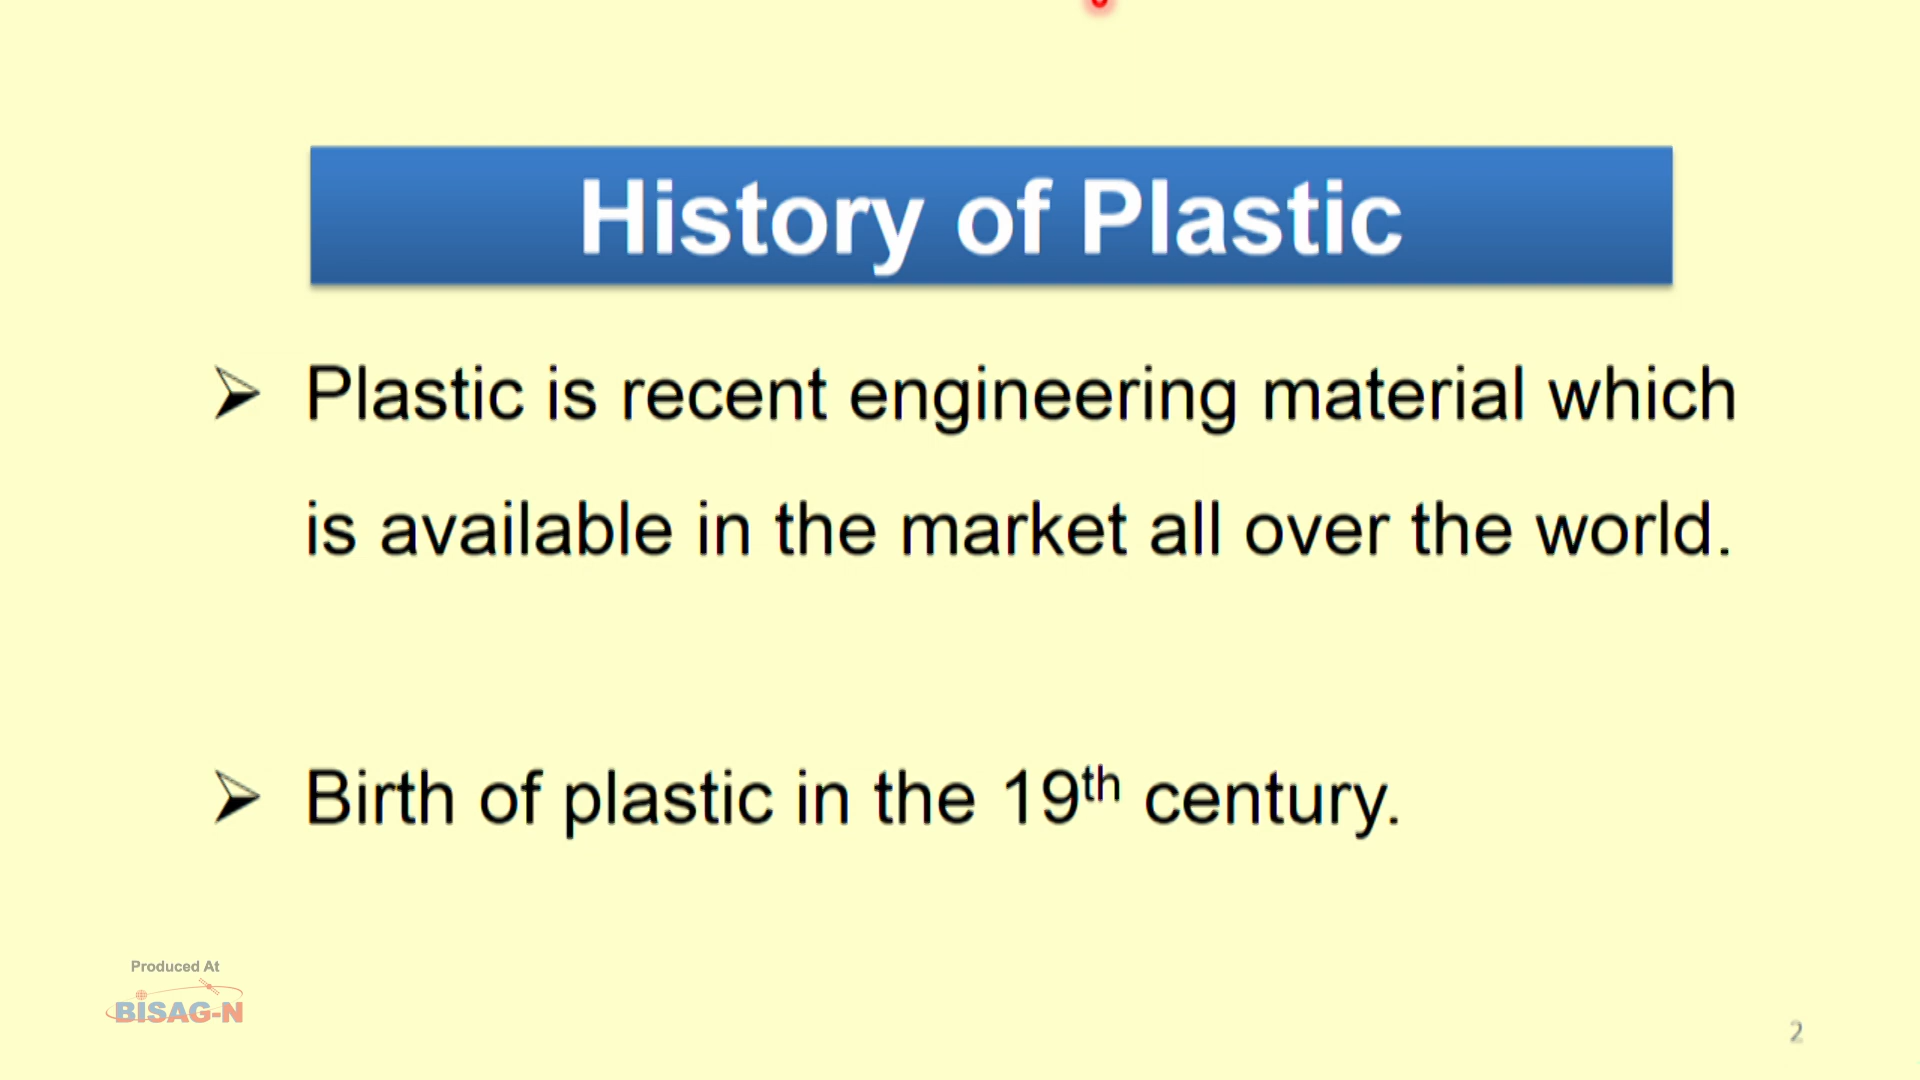 History of Plastic
➢ Plastic is recent engineering material which
is available in the market all over the world.
➢ Birth of plastic in the 19th century.
Produced At
BISAG-N
2